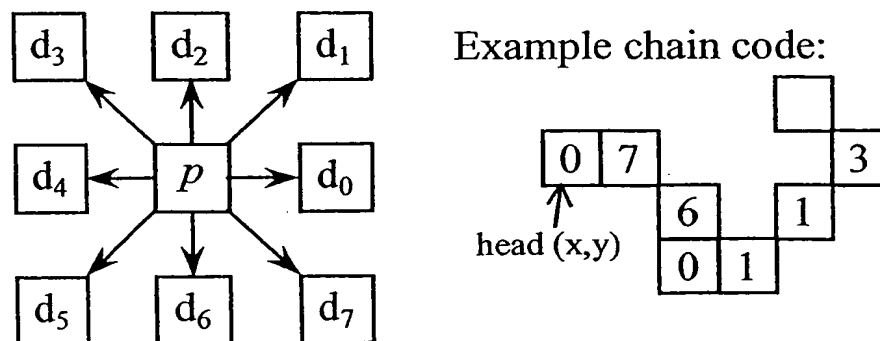 d3 d2 d1
d4 p d0
d5 d6 d7
Example chain code:
0 7 3
6 1
head (x,y)
0 1